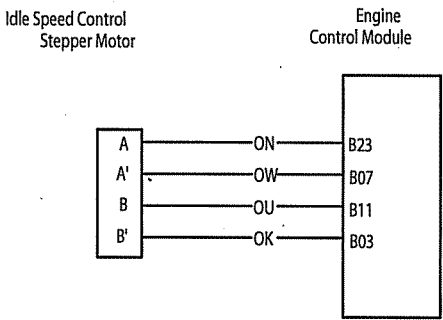 Idle Speed Control
Stepper Motor
Engine
Control Module
A ON B23
A' OW B07
B OU B11
B' OK B03